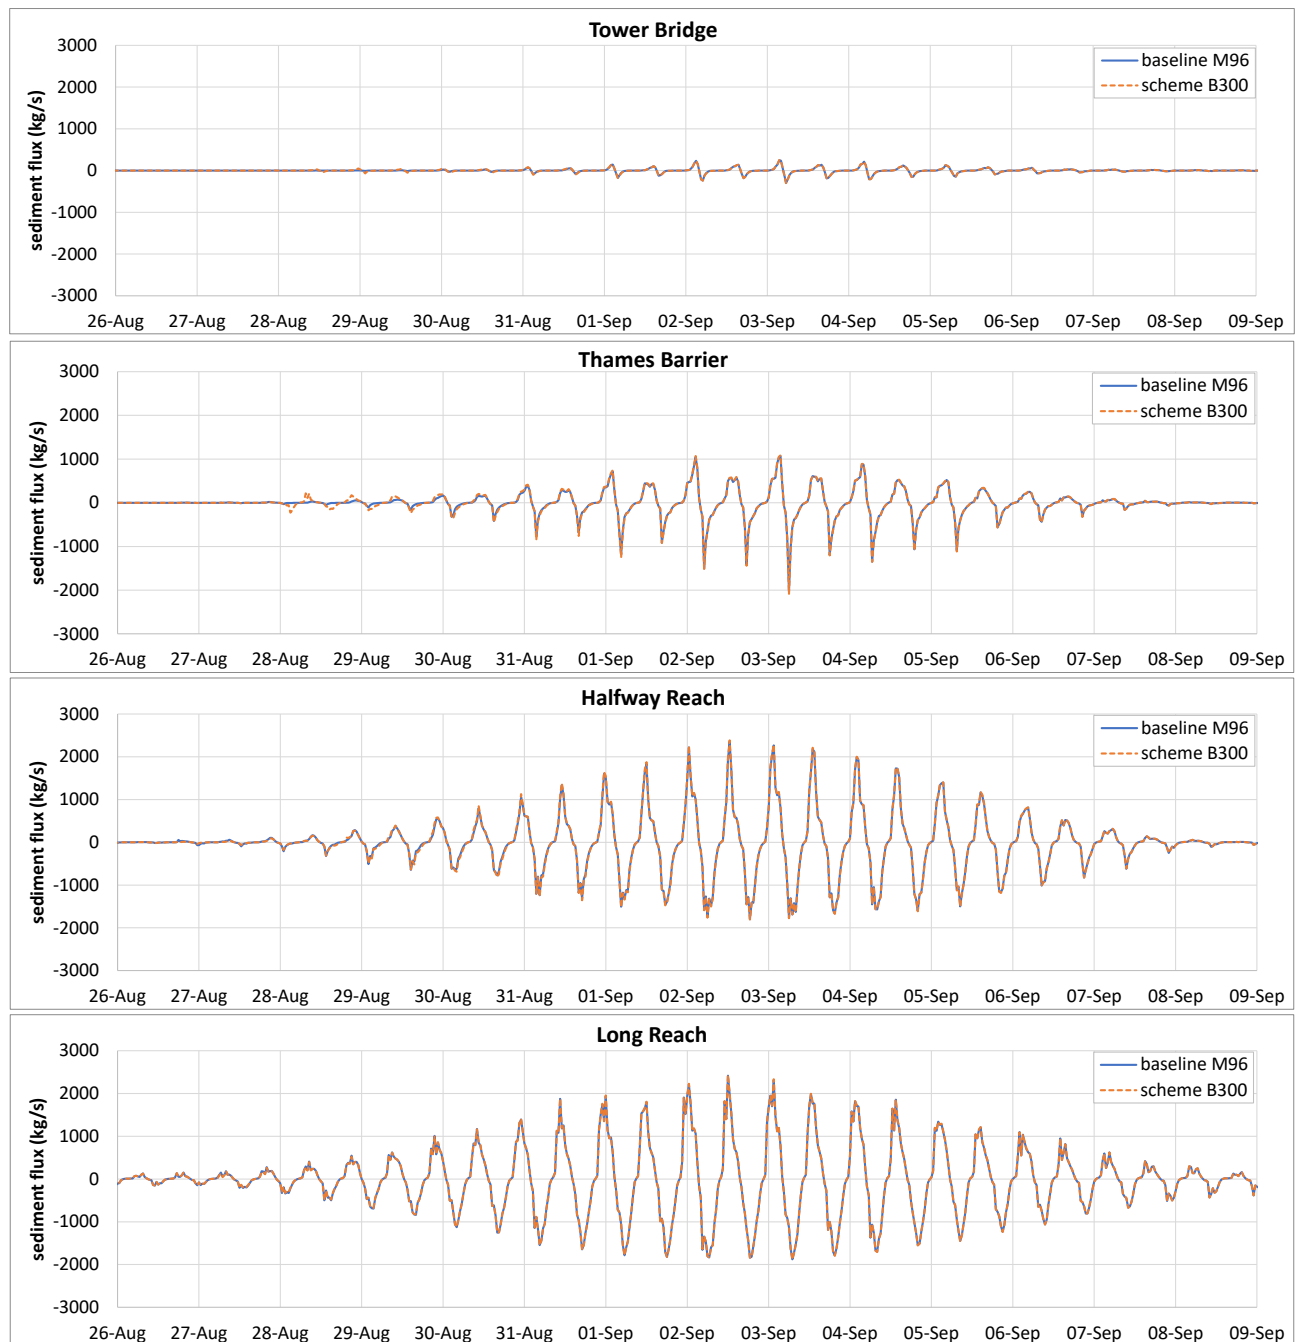 Tower Bridge
3000
2000
1000
0
-1000
-2000
-3000
sediment flux (kg/s)
baseline M96
scheme B300
26-Aug 27-Aug 28-Aug 29-Aug 30-Aug 31-Aug 01-Sep 02-Sep 03-Sep 04-Sep 05-Sep 06-Sep 07-Sep 08-Sep 09-Sep
Thames Barrier
3000
2000
1000
0
-1000
-2000
-3000
sediment flux (kg/s)
baseline M96
scheme B300
26-Aug 27-Aug 28-Aug 29-Aug 30-Aug 31-Aug 01-Sep 02-Sep 03-Sep 04-Sep 05-Sep 06-Sep 07-Sep 08-Sep 09-Sep
Halfway Reach
3000
2000
1000
0
-1000
-2000
-3000
sediment flux (kg/s)
baseline M96
scheme B300
26-Aug 27-Aug 28-Aug 29-Aug 30-Aug 31-Aug 01-Sep 02-Sep 03-Sep 04-Sep 05-Sep 06-Sep 07-Sep 08-Sep 09-Sep
Long Reach
3000
2000
1000
0
-1000
-2000
-3000
sediment flux (kg/s)
baseline M96
scheme B300
26-Aug 27-Aug 28-Aug 29-Aug 30-Aug 31-Aug 01-Sep 02-Sep 03-Sep 04-Sep 05-Sep 06-Sep 07-Sep 08-Sep 09-Sep